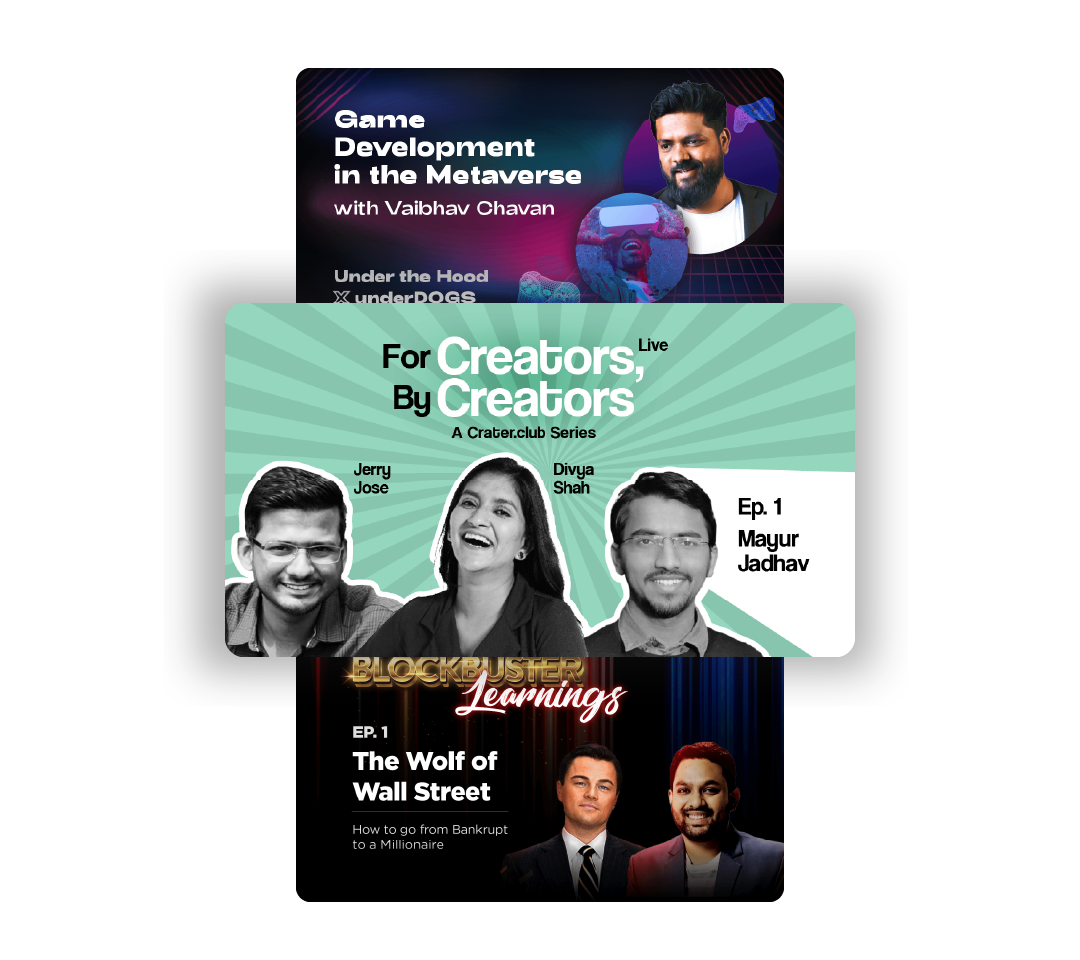 Game
Development
in the Metaverse
with Vaibhav Chavan
Under the Hood
X underDOGS
For Creators, Live
By Creators
A Crater.club Series
Jerry
Jose
Divya
Shah
Ep. 1
Mayur
Jadhav
BLOCKBUSTER
Learnings
EP. 1
The Wolf of
Wall Street
How to go from Bankrupt
to a Millionaire